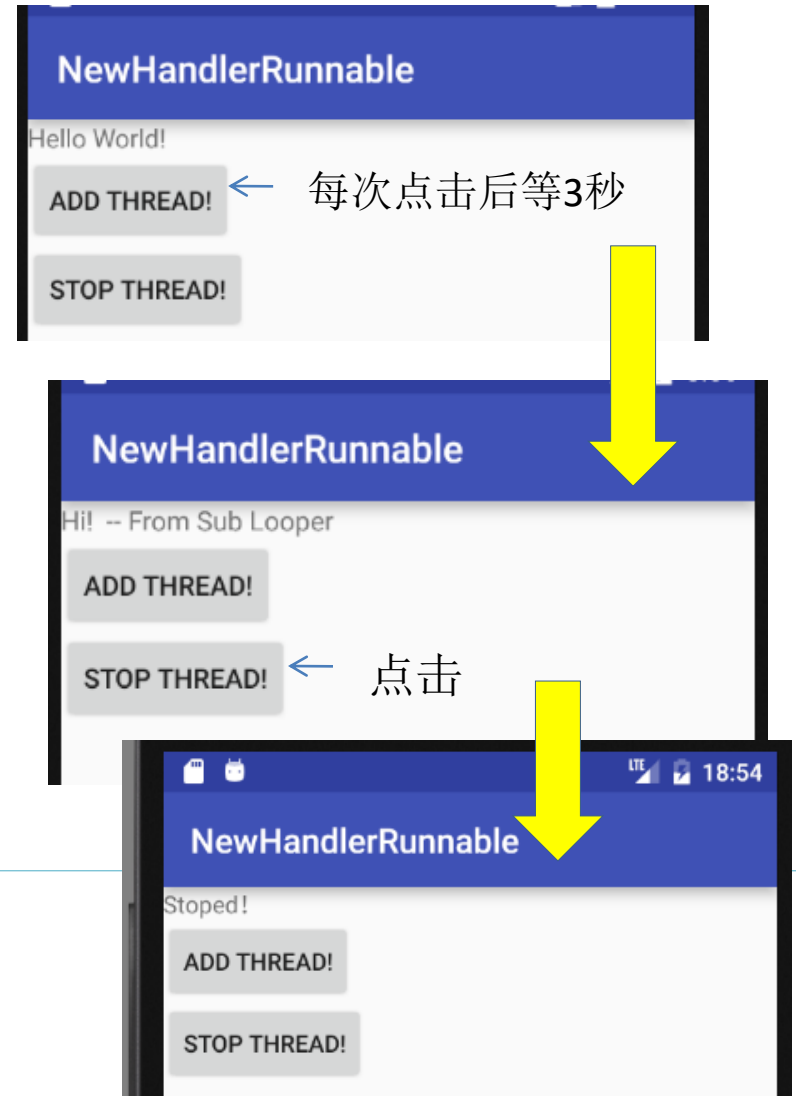 NewHandlerRunnable
Hello World!
ADD THREAD!
每次点击后等3秒
STOP THREAD!
NewHandlerRunnable
Hi! -- From Sub Looper
ADD THREAD!
STOP THREAD!
点击
LTE 18:54
NewHandlerRunnable
Stoped!
ADD THREAD!
STOP THREAD!